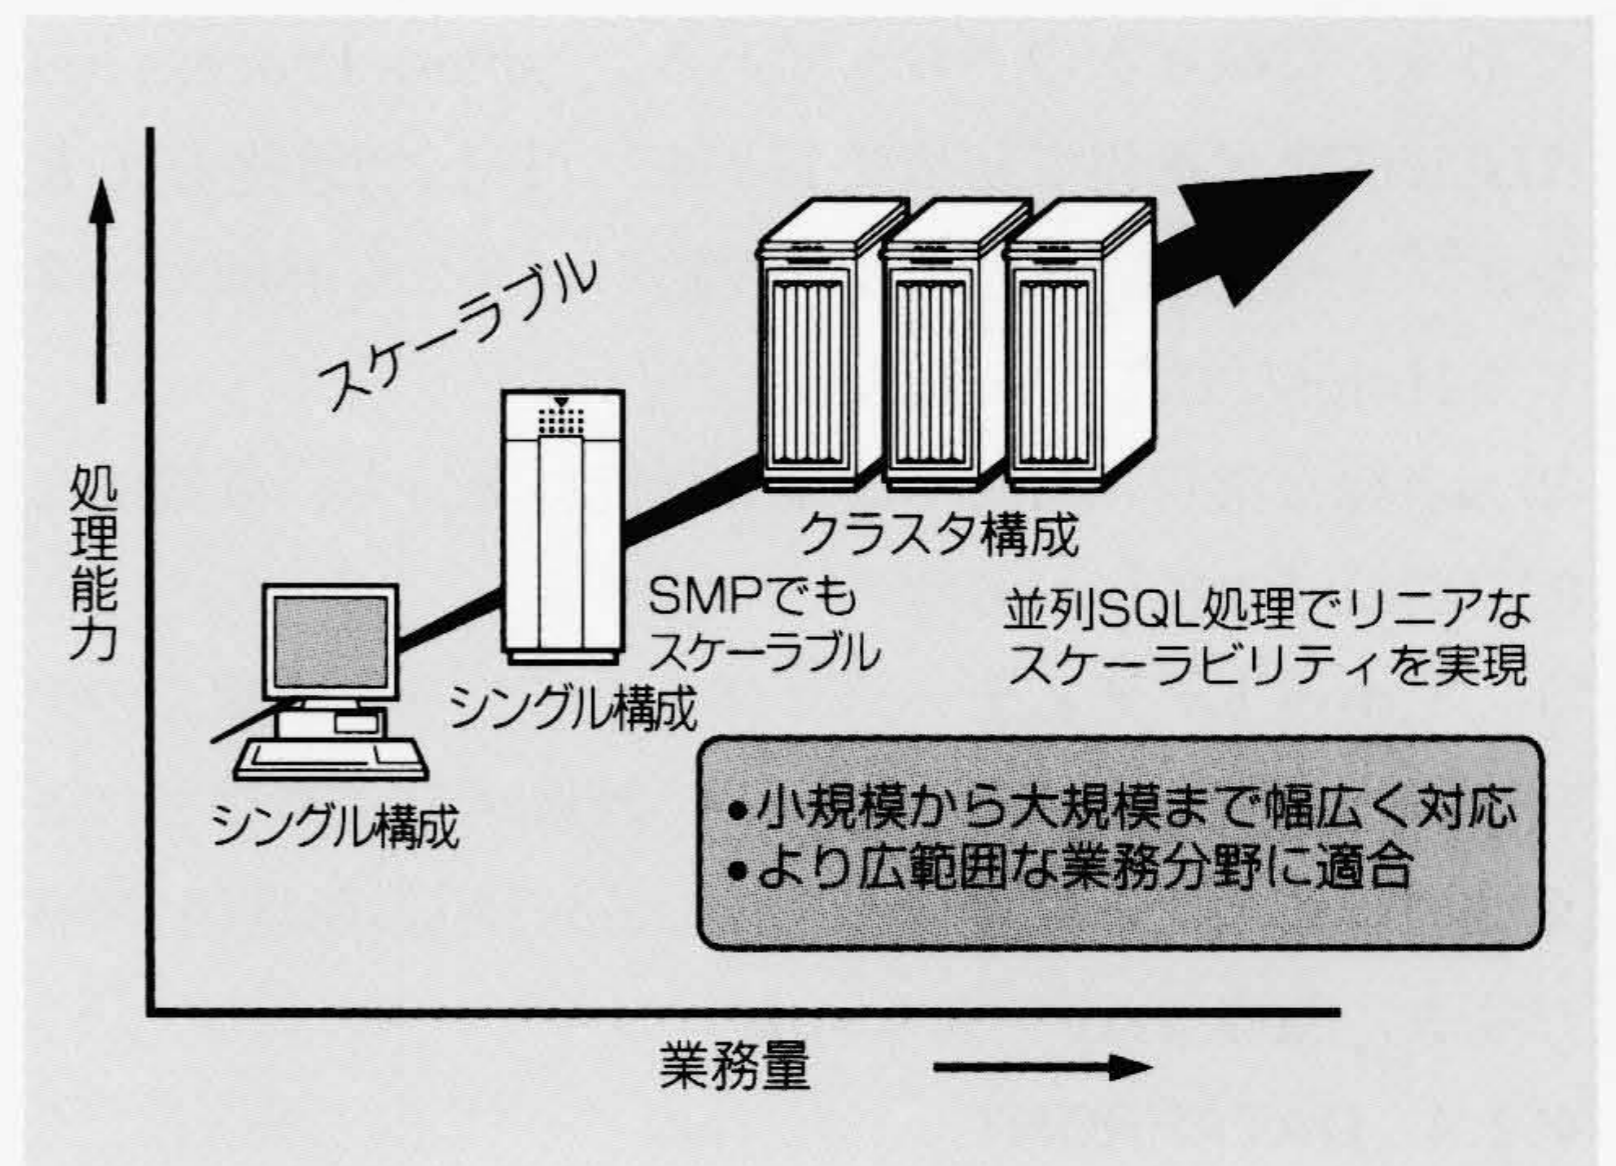 処理能力
スケーラブル
クラスタ構成
SMPでも
スケーラブル
並列SQL処理でリニアな
スケーラビリティを実現
シングル構成
シングル構成
●小規模から大規模まで幅広く対応
●より広範囲な業務分野に適合
業務量